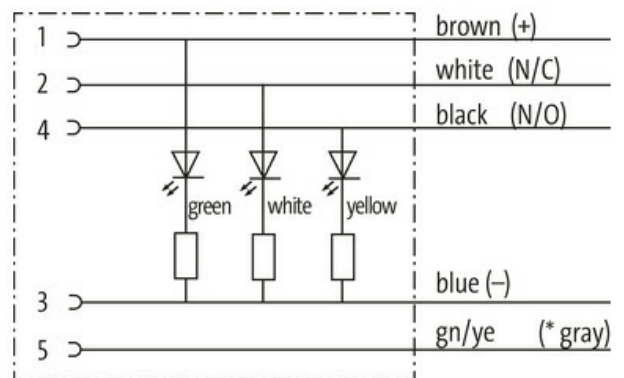 1 brown (+)
2 white (N/C)
4 black (N/O)
green white yellow
3 blue (–)
5 gn/ye (* gray)